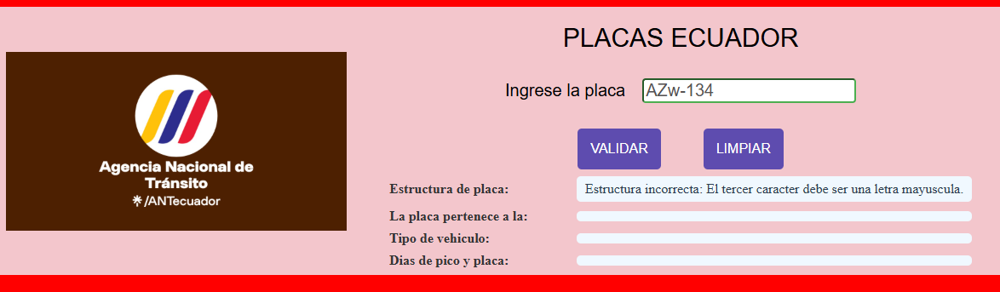 PLACAS ECUADOR
Ingrese la placa AZw-134
VALIDAR LIMPIAR
Agencia Nacional de
Tránsito
/ANTecuador
Estructura de placa: Estructura incorrecta: El tercer caracter debe ser una letra mayuscula.
La placa pertenece a la:
Tipo de vehiculo:
Dias de pico y placa: